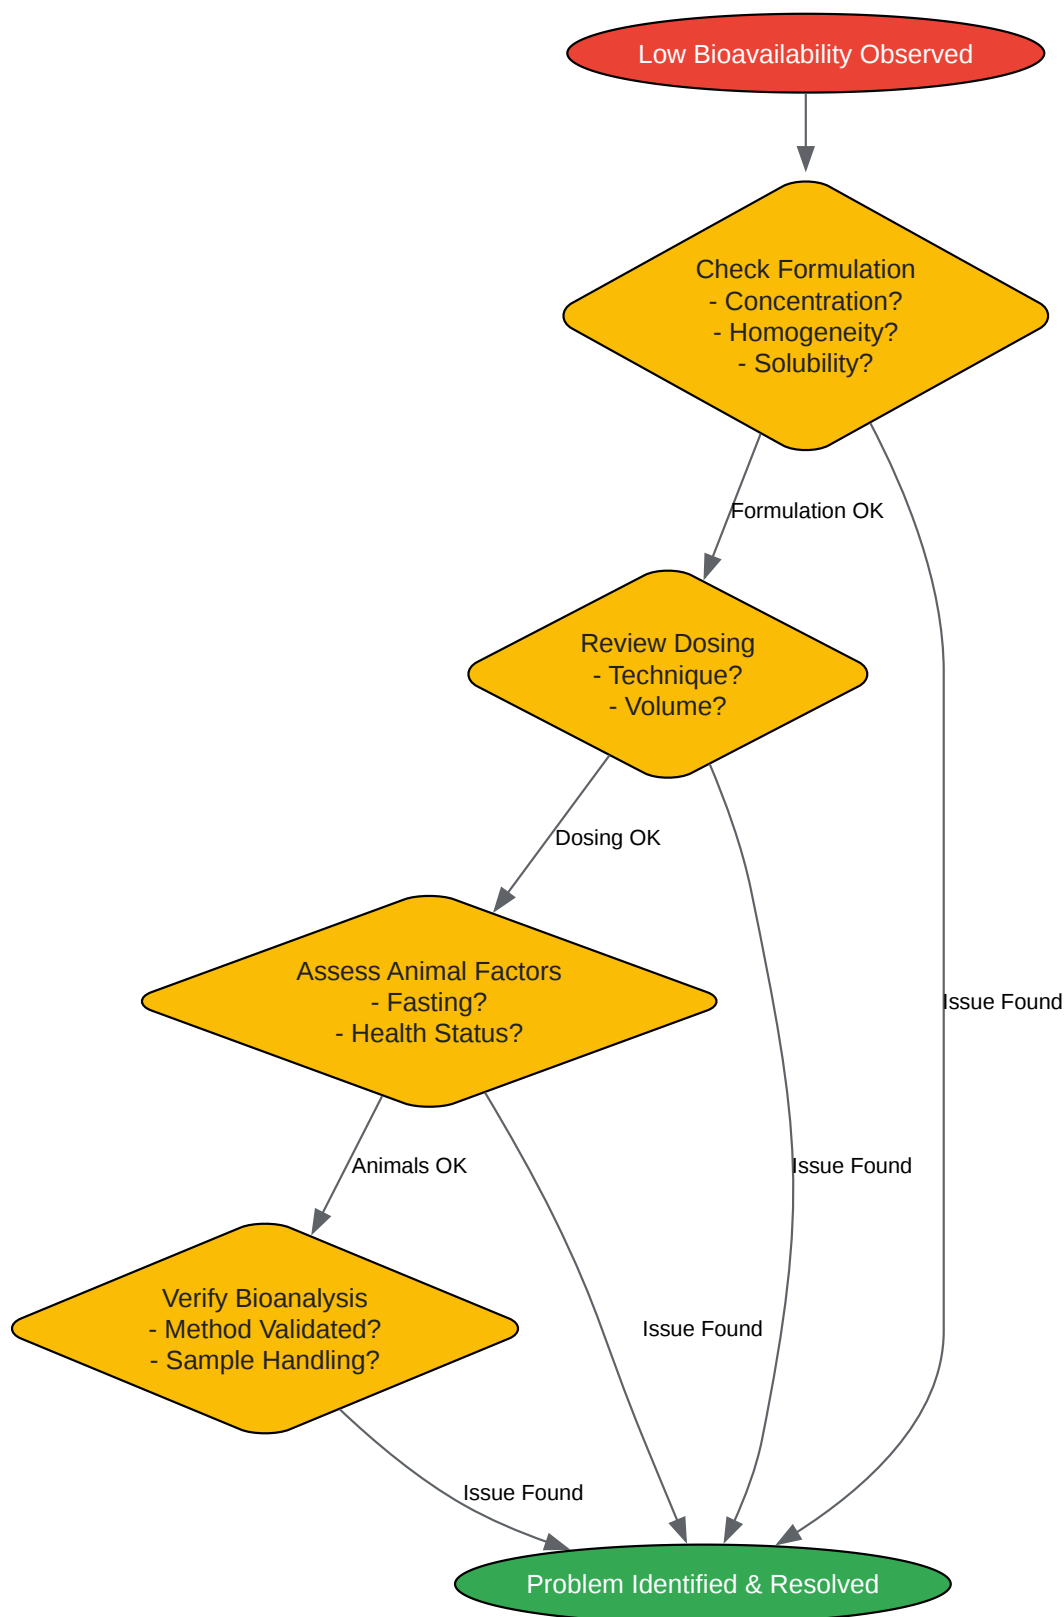 Low Bioavailability Observed
Check Formulation
- Concentration?
- Homogeneity?
- Solubility?
Formulation OK
Review Dosing
- Technique?
- Volume?
Dosing OK
Assess Animal Factors
- Fasting?
- Health Status?
Issue Found
Animals OK
Issue Found
Verify Bioanalysis
- Method Validated?
- Sample Handling?
Issue Found
Issue Found
Problem Identified & Resolved